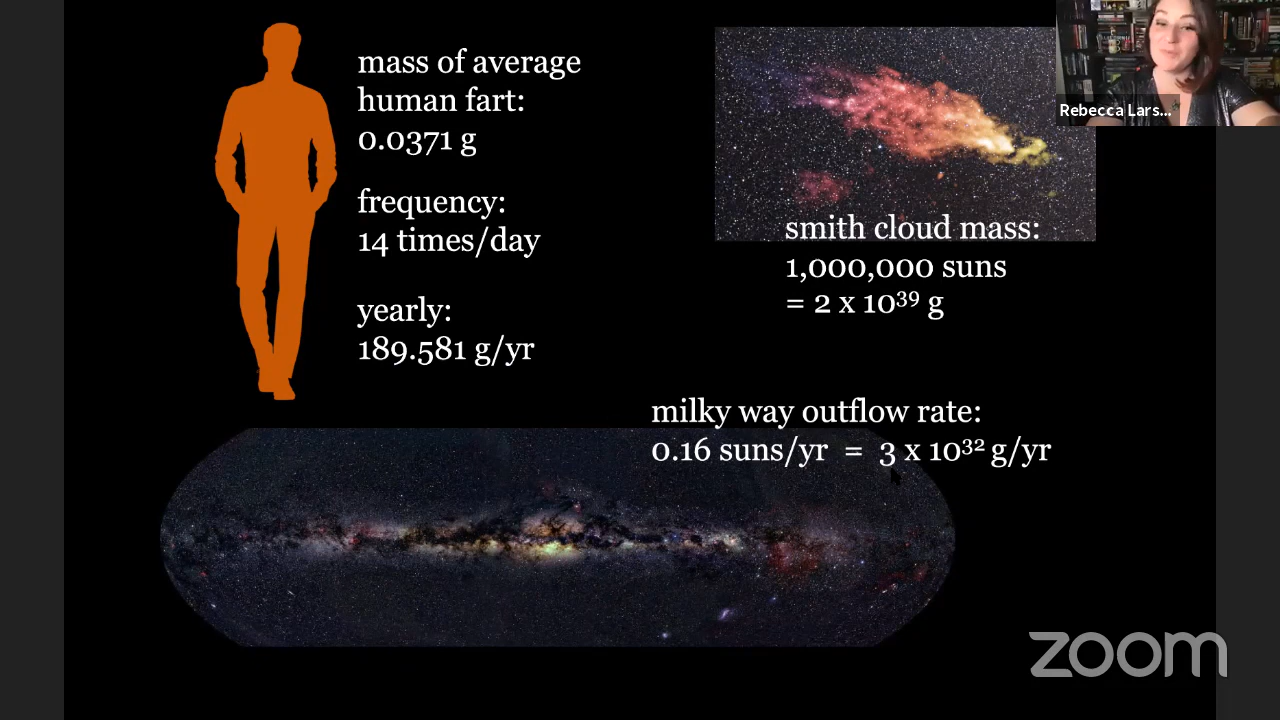 mass of average
human fart:
0.0371 g
frequency:
14 times/day
yearly:
189.581 g/yr
Rebecca Lars...
smith cloud mass:
1,000,000 suns
= 2 x 10³⁹ g
milky way outflow rate:
0.16 suns/yr = 3 x 10³² g/yr
zoom